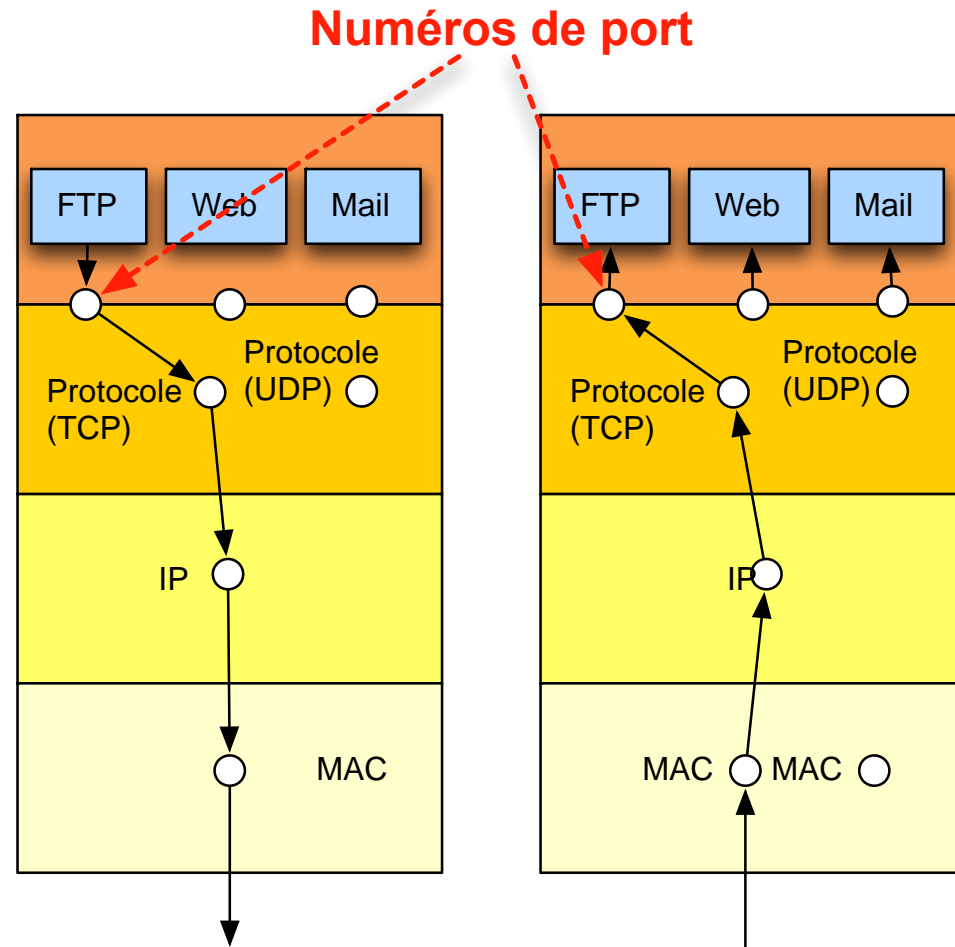 Numéros de port
FTP Web Mail
Protocole
(UDP)
Protocole
(TCP)
IP
MAC
FTP Web Mail
Protocole
(UDP)
Protocole
(TCP)
IP
MAC MAC